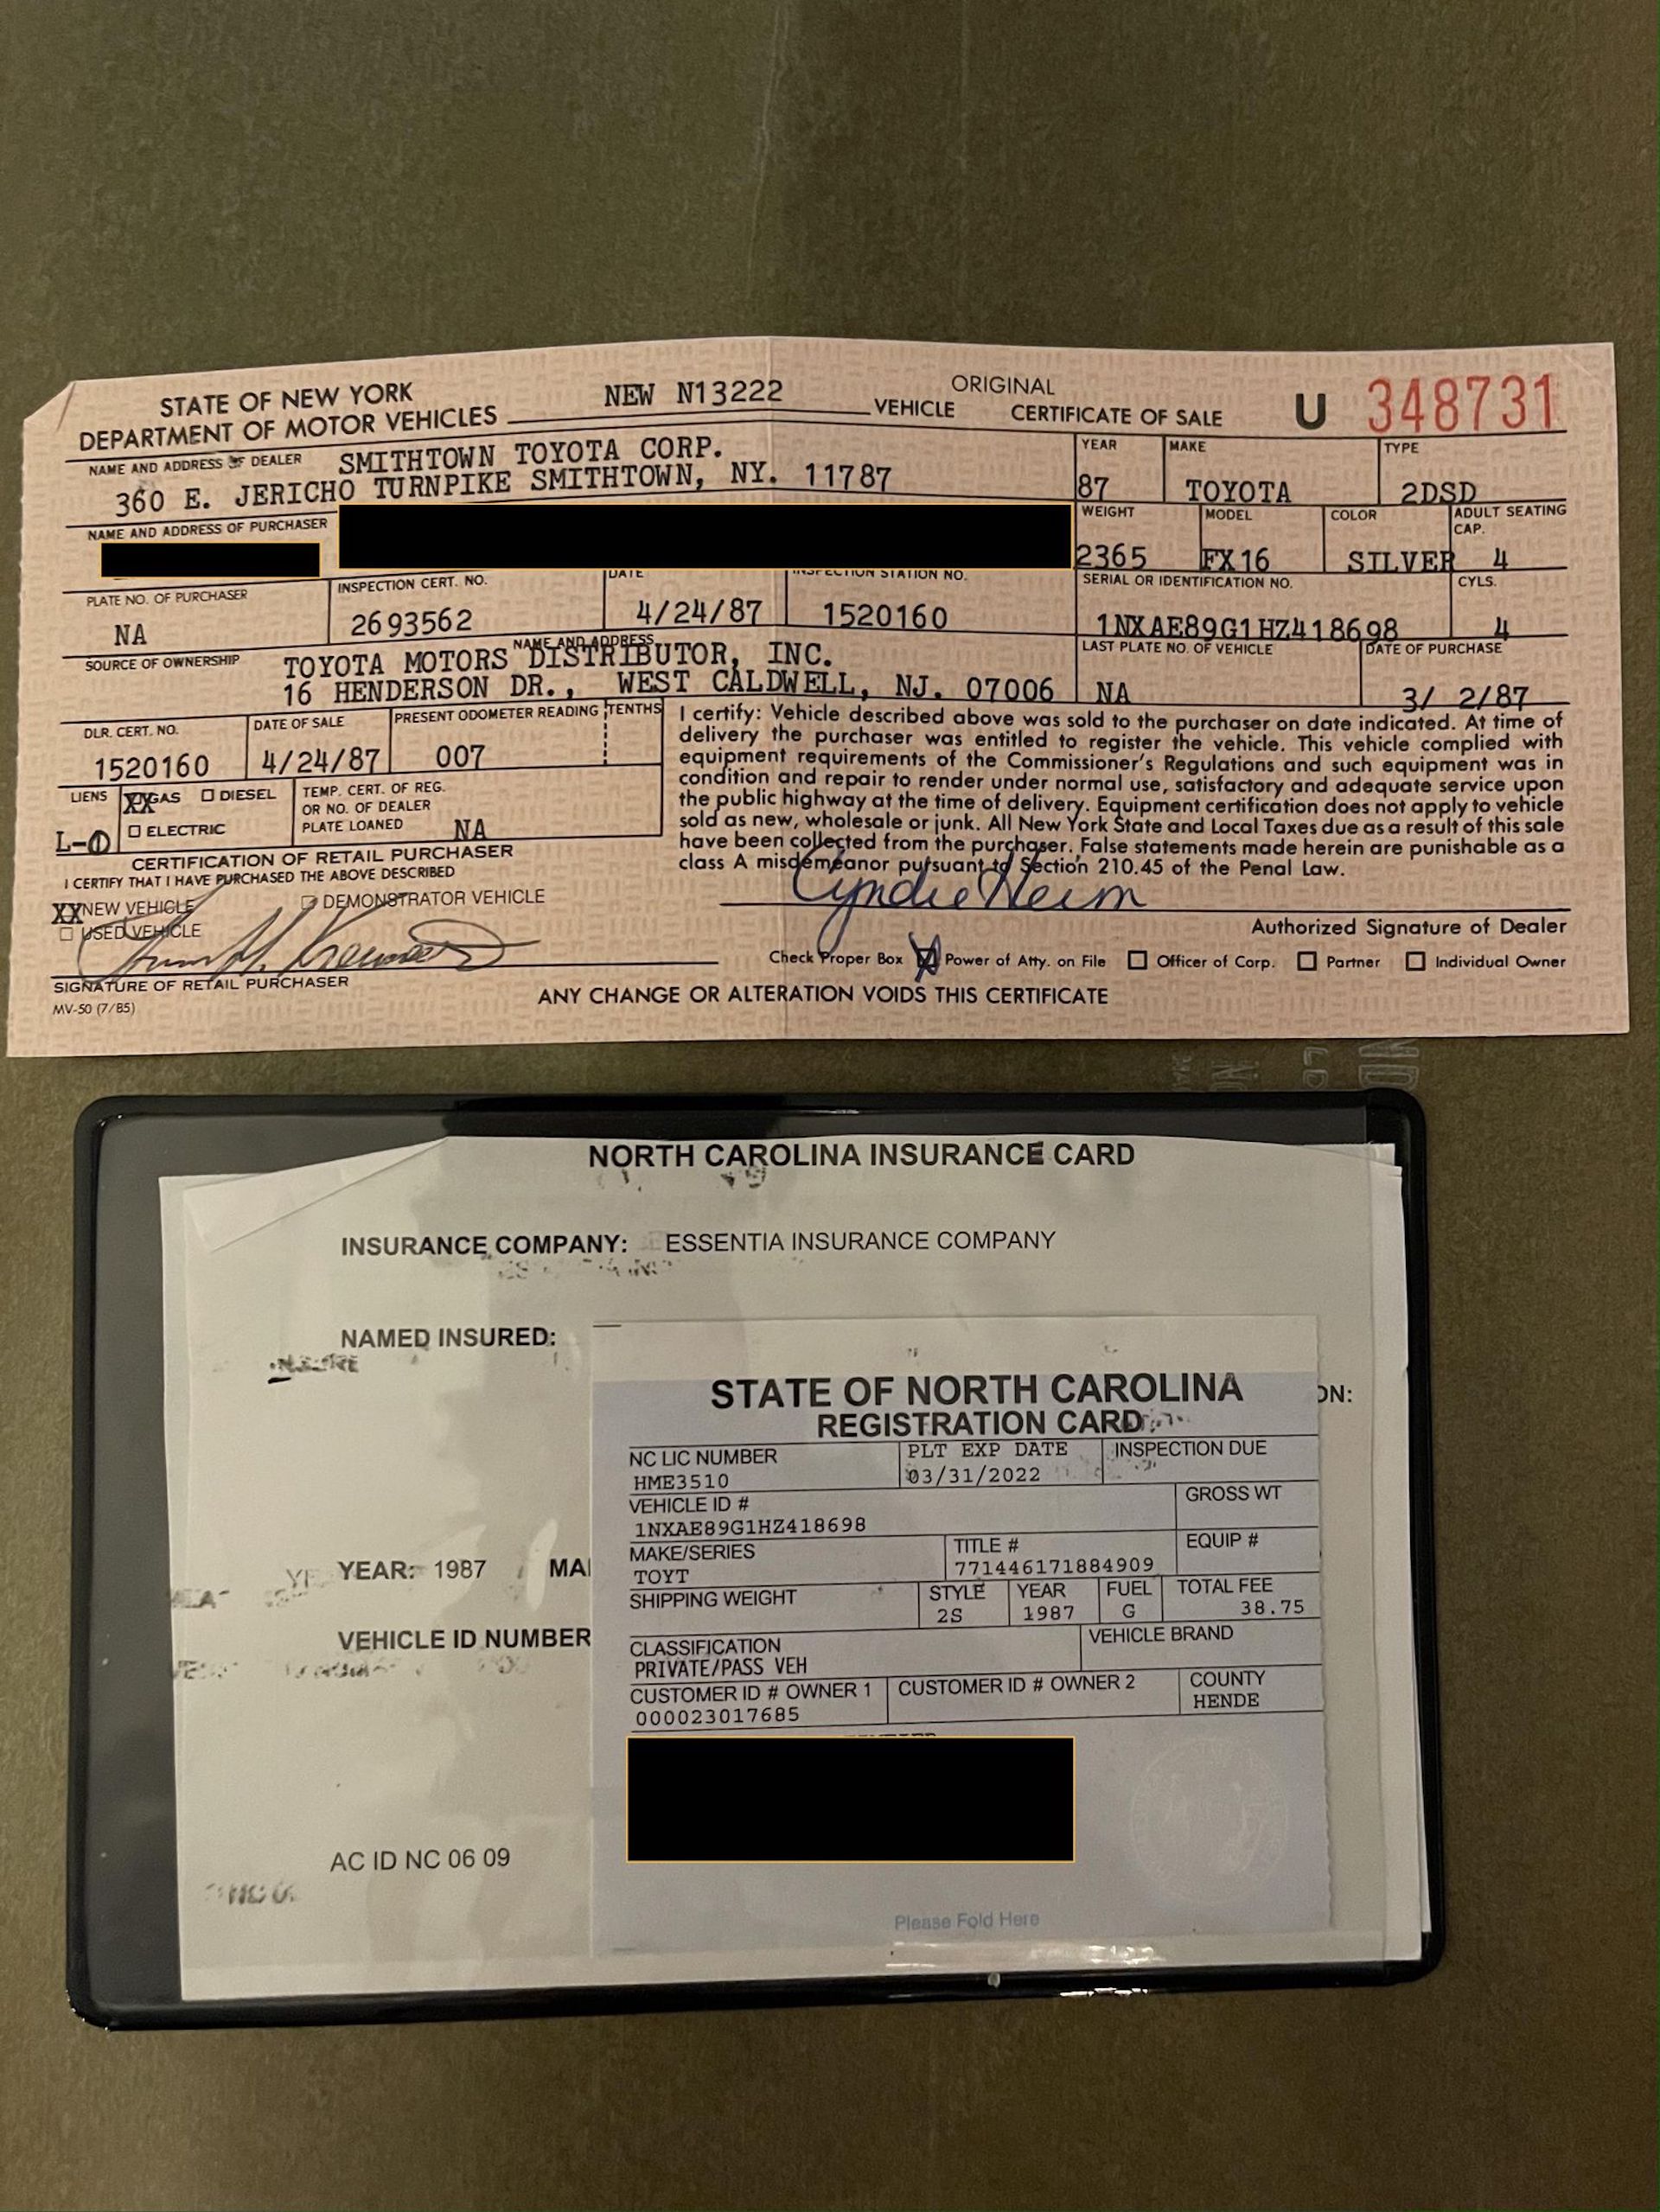 STATE OF NEW YORK
DEPARTMENT OF MOTOR VEHICLES NEW N13222 VEHICLE ORIGINAL CERTIFICATE OF SALE U 348731
NAME AND ADDRESS OF DEALER SMITHTOWN TOYOTA CORP.
360 E. JERICHO TURNPIKE SMITHTOWN, NY. 11787
YEAR MAKE TYPE
87 TOYOTA 2DSD
NAME AND ADDRESS OF PURCHASER
WEIGHT MODEL COLOR ADULT SEATING CAP.
2365 FX16 SILVER 4
PLATE NO. OF PURCHASER INSPECTION CERT. NO. DATE INSPECTION STATION NO. SERIAL OR IDENTIFICATION NO. CYLS.
NA 2693562 4/24/87 1520160 1NXAE89G1HZ418698 4
SOURCE OF OWNERSHIP NAME AND ADDRESS LAST PLATE NO. OF VEHICLE DATE OF PURCHASE
TOYOTA MOTORS DISTRIBUTOR, INC.
16 HENDERSON DR., WEST CALDWELL, NJ. 07006 NA 3/ 2/87
DLR. CERT. NO. DATE OF SALE PRESENT ODOMETER READING TENTHS
1520160 4/24/87 007
LIENS XX GAS DIESEL TEMP. CERT. OF REG.
OR NO. OF DEALER
L-0 ELECTRIC PLATE LOANED NA
I certify: Vehicle described above was sold to the purchaser on date indicated. At time of
delivery the purchaser was entitled to register the vehicle. This vehicle complied with
equipment requirements of the Commissioner's Regulations and such equipment was in
condition and repair to render under normal use, satisfactory and adequate service upon
the public highway at the time of delivery. Equipment certification does not apply to vehicle
sold as new, wholesale or junk. All New York State and Local Taxes due as a result of this sale
have been collected from the purchaser. False statements made herein are punishable as a
class A misdemeanor pursuant to Section 210.45 of the Penal Law.
CERTIFICATION OF RETAIL PURCHASER
I CERTIFY THAT I HAVE PURCHASED THE ABOVE DESCRIBED
XX NEW VEHICLE DEMONSTRATOR VEHICLE
USED VEHICLE
Cyndie Heim
Authorized Signature of Dealer
Check Proper Box X Power of Atty. on File Officer of Corp. Partner Individual Owner
SIGNATURE OF RETAIL PURCHASER
MV-50 (7/85)
ANY CHANGE OR ALTERATION VOIDS THIS CERTIFICATE
NORTH CAROLINA INSURANCE CARD
INSURANCE COMPANY: ESSENTIA INSURANCE COMPANY
NAMED INSURED:
ON:
YEAR: 1987 MA
VEHICLE ID NUMBER
AC ID NC 06 09
STATE OF NORTH CAROLINA
REGISTRATION CARD
NC LIC NUMBER PLT EXP DATE INSPECTION DUE
HME3510 03/31/2022
VEHICLE ID # GROSS WT
1NXAE89G1HZ418698
MAKE/SERIES TITLE # EQUIP #
TOYT 771446171884909
SHIPPING WEIGHT STYLE YEAR FUEL TOTAL FEE
2S 1987 G 38.75
CLASSIFICATION VEHICLE BRAND
PRIVATE/PASS VEH
CUSTOMER ID # OWNER 1 CUSTOMER ID # OWNER 2 COUNTY
000023017685 HENDE
Please Fold Here